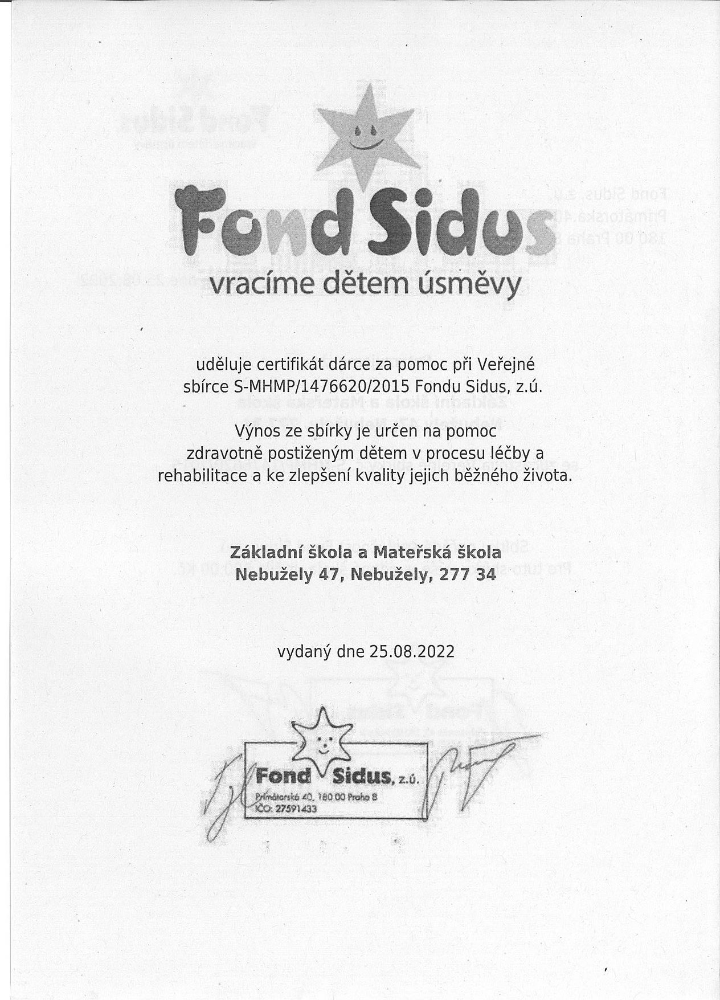 Fond Sidus
vracíme dětem úsměvy
uděluje certifikát dárce za pomoc při Veřejné
sbírce S-MHMP/1476620/2015 Fondu Sidus, z.ú.
Výnos ze sbírky je určen na pomoc
zdravotně postiženým dětem v procesu léčby a
rehabilitace a ke zlepšení kvality jejich běžného života.
Základní škola a Mateřská škola
Nebužely 47, Nebužely, 277 34
vydaný dne 25.08.2022
Fond Sidus, z.ú.
Primátorská 40, 180 00 Praha 8
IČO: 27591433